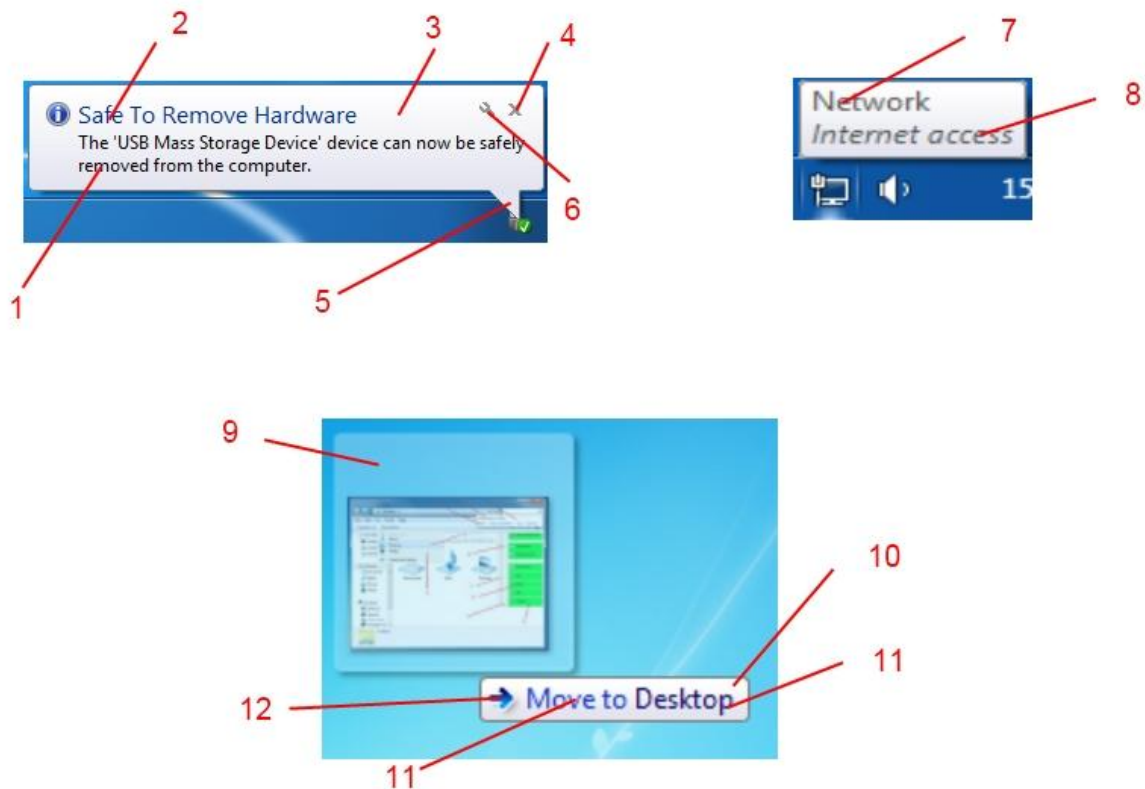 2
3
4
7
8
Safe To Remove Hardware
The 'USB Mass Storage Device' device can now be safely
removed from the computer.
Network
Internet access
15
6
5
1
9
10
11
12
Move to Desktop
11